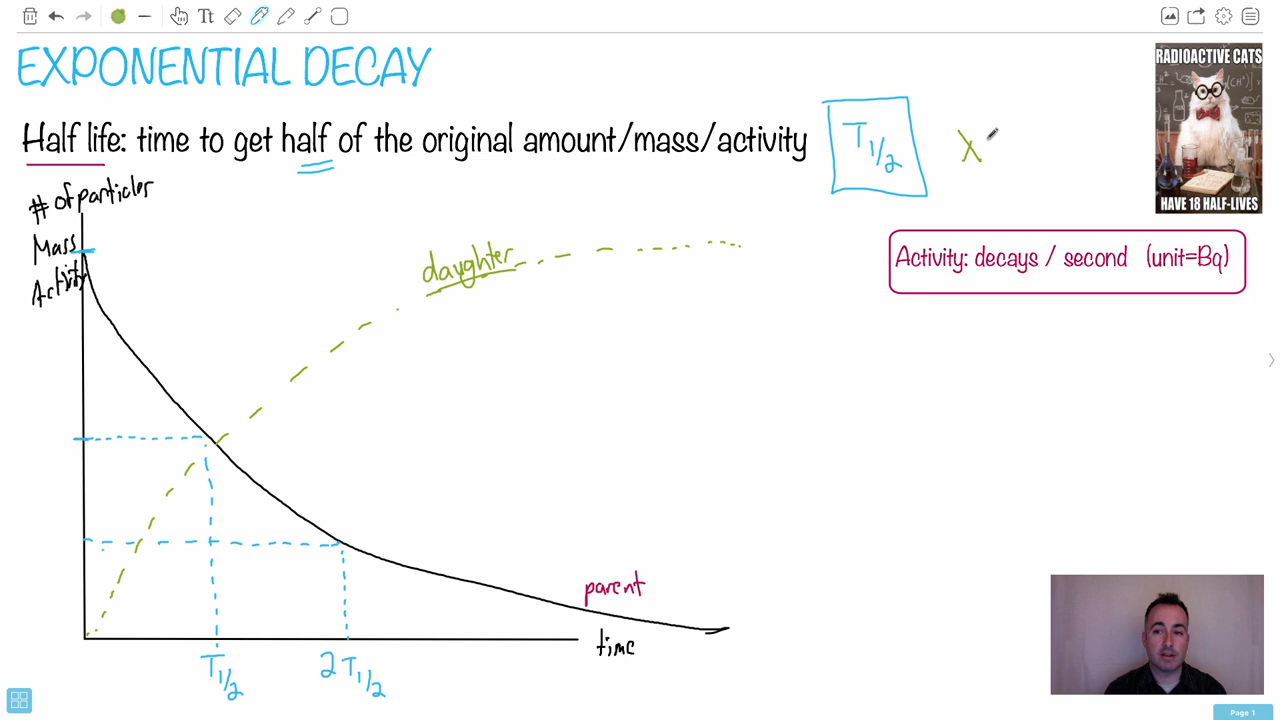 Tt
EXPONENTIAL DECAY
Half life: time to get half of the original amount/mass/activity
T1/2
X
RADIOACTIVE CATS
HAVE 18 HALF-LIVES
# of particles
Mass
Activity
daughter
Activity: decays / second (unit=Bq)
parent
time
T1/2
2T1/2
Page 1